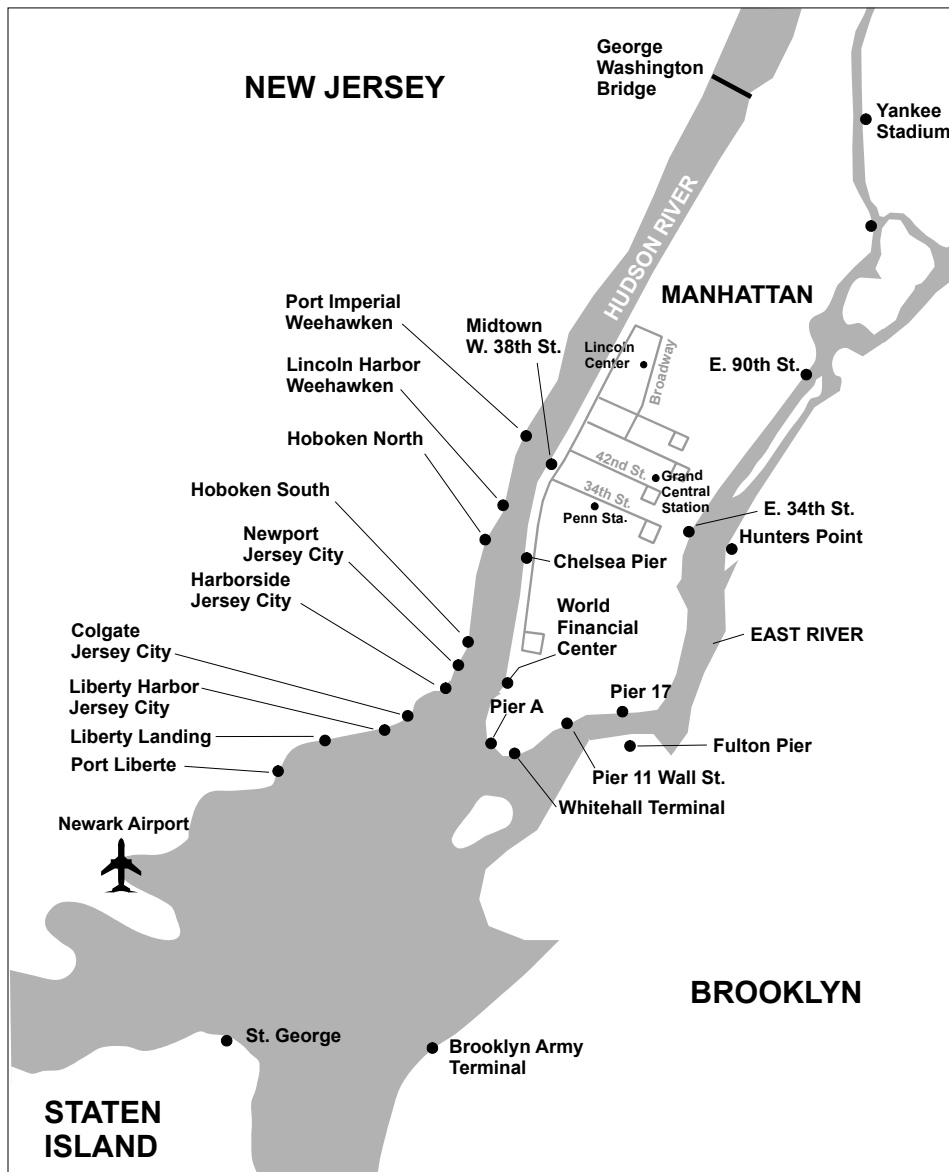 George
Washington
Bridge
NEW JERSEY
Yankee
Stadium
HUDSON RIVER
MANHATTAN
Port Imperial
Weehawken
Midtown
W. 38th St.
Lincoln
Center
Broadway
E. 90th St.
Lincoln Harbor
Weehawken
Hoboken North
42nd St.
Grand
Central
Station
Hoboken South
34th St.
Penn Sta.
E. 34th St.
Hunters Point
Newport
Jersey City
Chelsea Pier
Harborside
Jersey City
World
Financial
Center
EAST RIVER
Colgate
Jersey City
Liberty Harbor
Jersey City
Pier A
Pier 17
Liberty Landing
Fulton Pier
Port Liberte
Pier 11 Wall St.
Whitehall Terminal
Newark Airport
BROOKLYN
St. George
Brooklyn Army
Terminal
STATEN
ISLAND